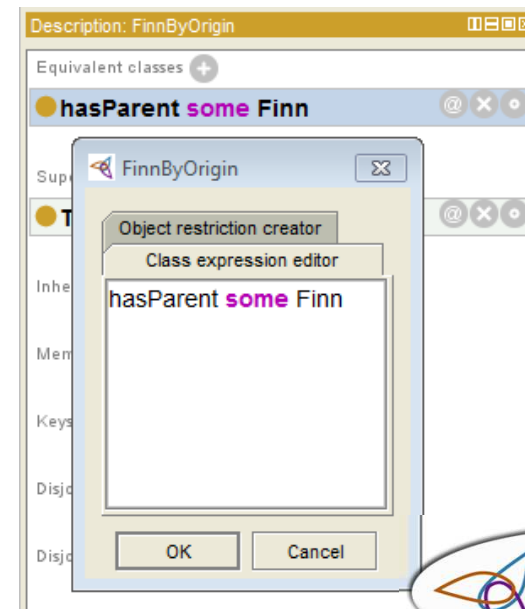 Description: FinnByOrigin
Equivalent classes
hasParent some Finn
FinnByOrigin
Object restriction creator
Class expression editor
hasParent some Finn
OK
Cancel